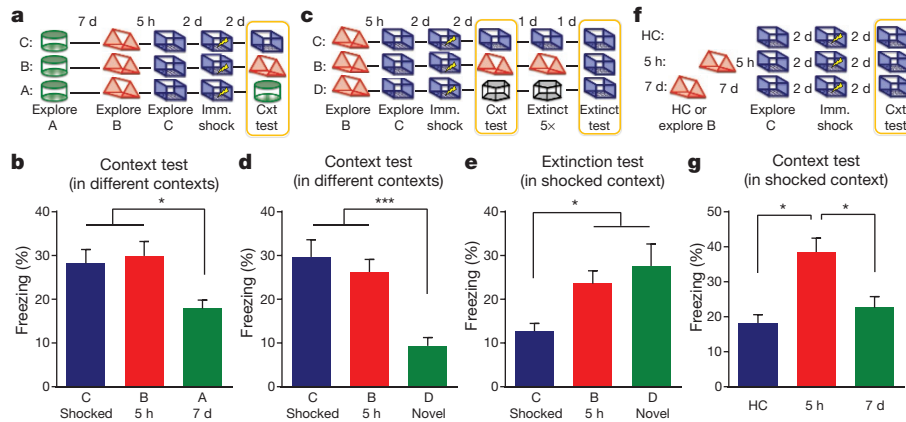 a
7 d 5 h 2 d 2 d
C:
B:
A:
Explore Explore Explore Imm. Cxt
A B C shock test
b
Context test
(in different contexts)
*
Freezing (%)
40
30
20
10
0
C B A
Shocked 5 h 7 d
c
5 h 2 d 2 d 1 d 1 d
C:
B:
D:
Explore Explore Imm. Cxt Extinct Extinct
B C shock test 5× test
d
Context test
(in different contexts)
***
Freezing (%)
40
30
20
10
0
C B D
Shocked 5 h Novel
e
Extinction test
(in shocked context)
*
Freezing (%)
40
30
20
10
0
C B D
Shocked 5 h Novel
f
HC: 2 d 2 d
5 h: 5 h 2 d 2 d
7 d: 7 d 2 d 2 d
HC or Explore Imm. Cxt
explore B C shock test
g
Context test
(in shocked context)
* *
Freezing (%)
50
40
30
20
10
0
HC 5 h 7 d